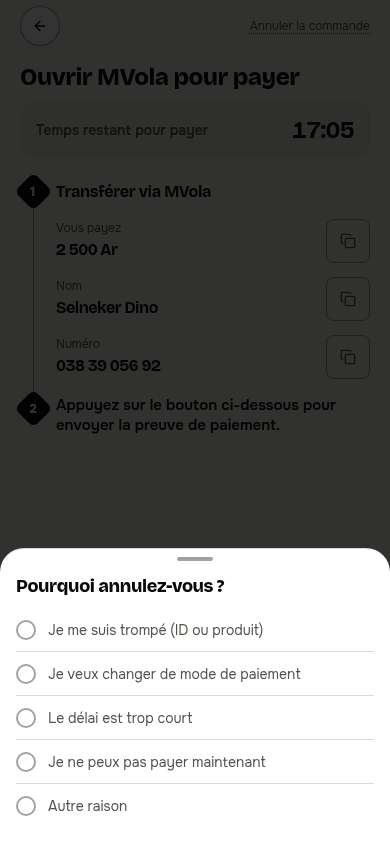 Annuler la commande
Ouvrir MVola pour payer
Temps restant pour payer 17:05
1 Transférer via MVola
Vous payez
2 500 Ar
Nom
Selneker Dino
Numéro
038 39 056 92
2 Appuyez sur le bouton ci-dessous pour
envoyer la preuve de paiement.
Pourquoi annulez-vous ?
Je me suis trompé (ID ou produit)
Je veux changer de mode de paiement
Le délai est trop court
Je ne peux pas payer maintenant
Autre raison